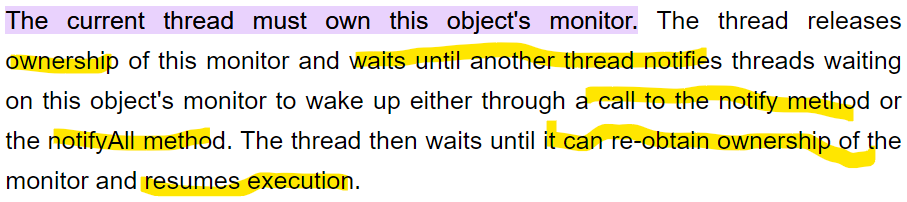 The current thread must own this object's monitor. The thread releases
ownership of this monitor and waits until another thread notifies threads waiting
on this object's monitor to wake up either through a call to the notify method or
the notifyAll method. The thread then waits until it can re-obtain ownership of the
monitor and resumes execution.